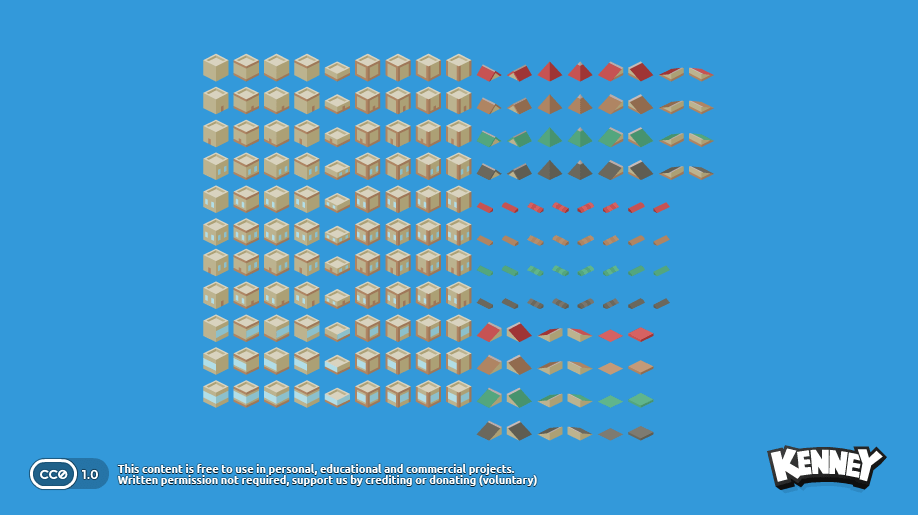 CC0 1.0
This content is free to use in personal, educational and commercial projects.
Written permission not required, support us by crediting or donating (voluntary)
KENNEY